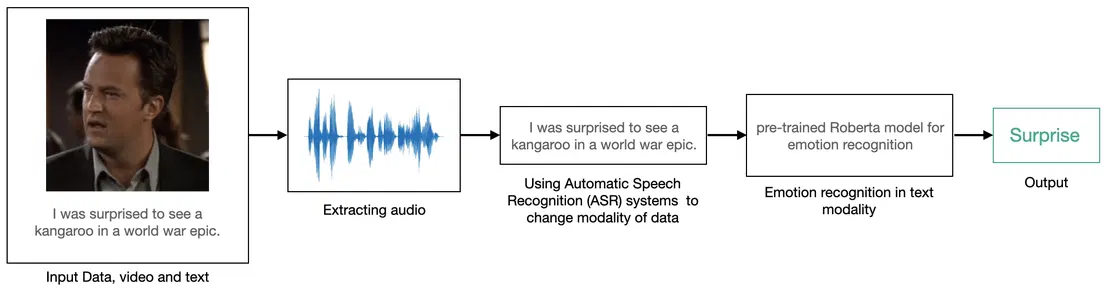 I was surprised to see a
kangaroo in a world war epic.
Input Data, video and text
Extracting audio
I was surprised to see a
kangaroo in a world war epic.
Using Automatic Speech
Recognition (ASR) systems  to
change modality of data
pre-trained Roberta model for
emotion recognition
Emotion recognition in text
modality
Surprise
Output